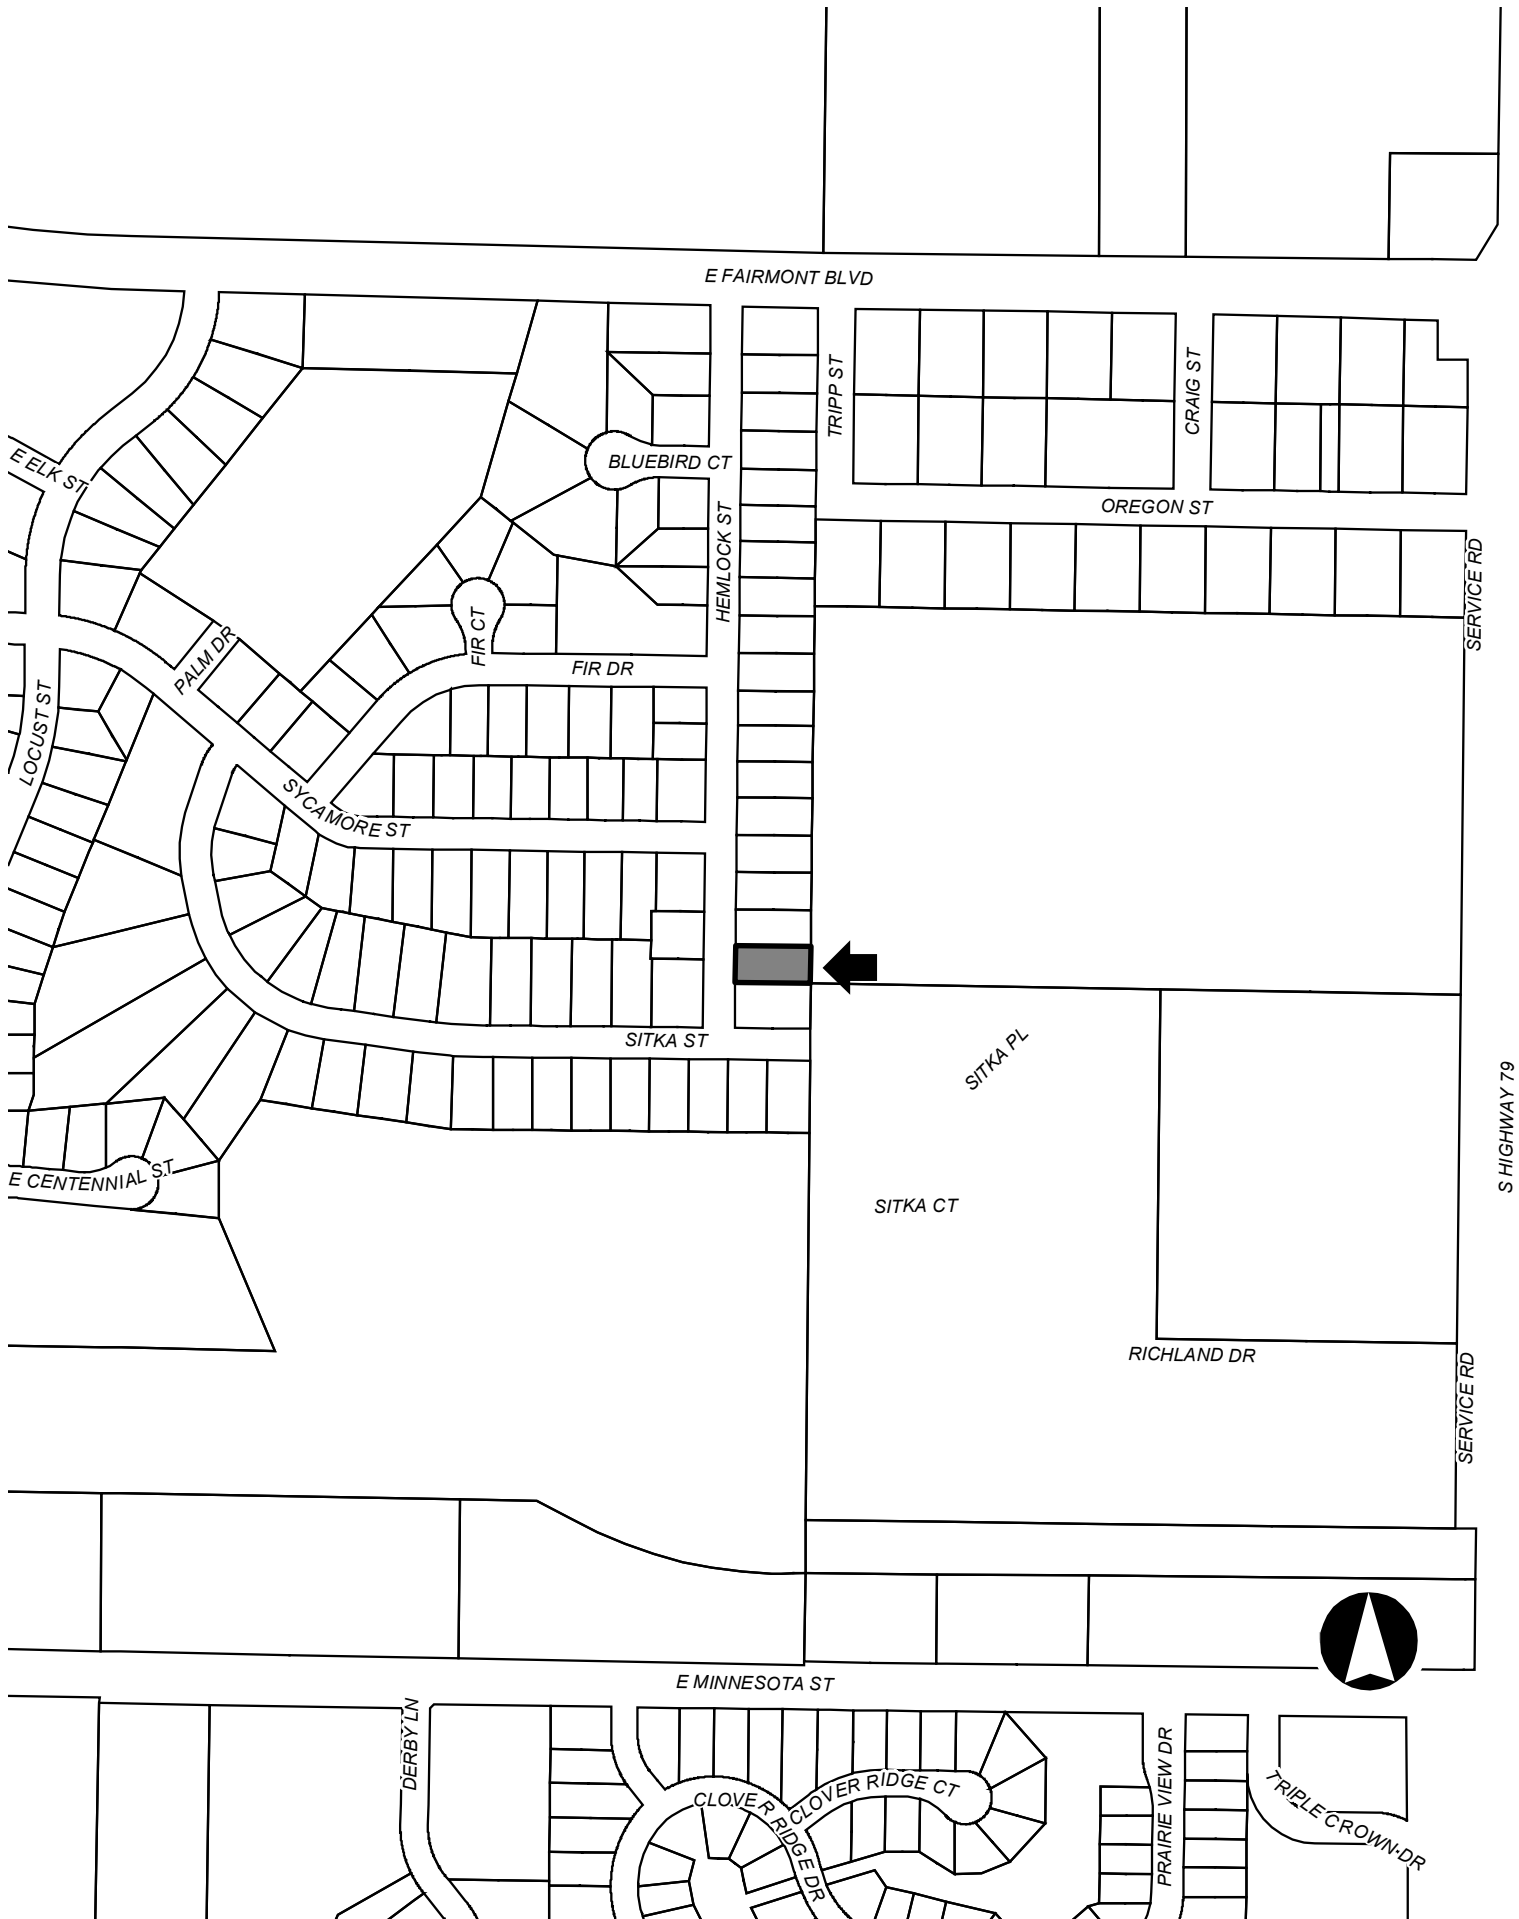 E FAIRMONT BLVD
TRIPP ST
CRAIG ST
E ELK ST
BLUEBIRD CT
OREGON ST
HEMLOCK ST
SERVICE RD
FIR CT
PALM DR
FIR DR
LOCUST ST
SYCAMORE ST
SITKA ST
SITKA PL
S HIGHWAY 79
E CENTENNIAL ST
SITKA CT
RICHLAND DR
SERVICE RD
E MINNESOTA ST
DERBY LN
CLOVER RIDGE DR
CLOVER RIDGE CT
PRAIRIE VIEW DR
TRIPLE CROWN DR